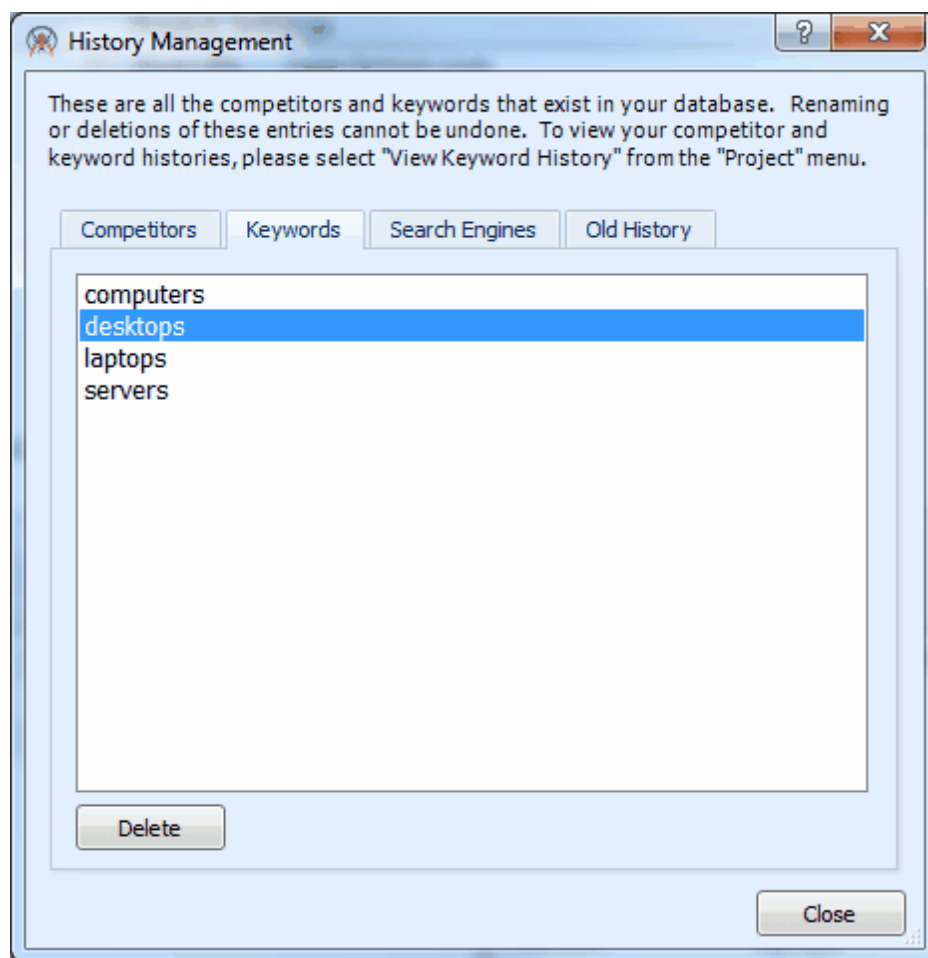 History Management
These are all the competitors and keywords that exist in your database. Renaming
or deletions of these entries cannot be undone. To view your competitor and
keyword histories, please select "View Keyword History" from the "Project" menu.
Competitors Keywords Search Engines Old History
computers
desktops
laptops
servers
Delete
Close